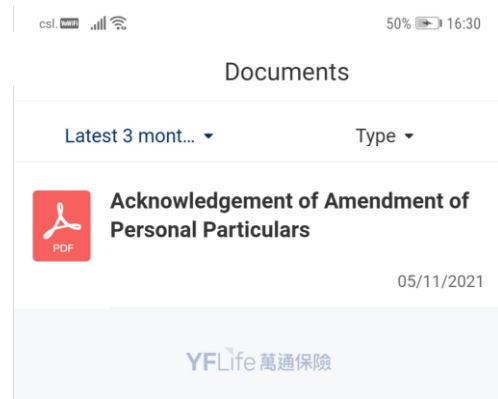 csl. VoWiFi 50% 16:30
Documents
Latest 3 mont... Type
Acknowledgement of Amendment of
Personal Particulars
PDF
05/11/2021
YFLife 萬通保險